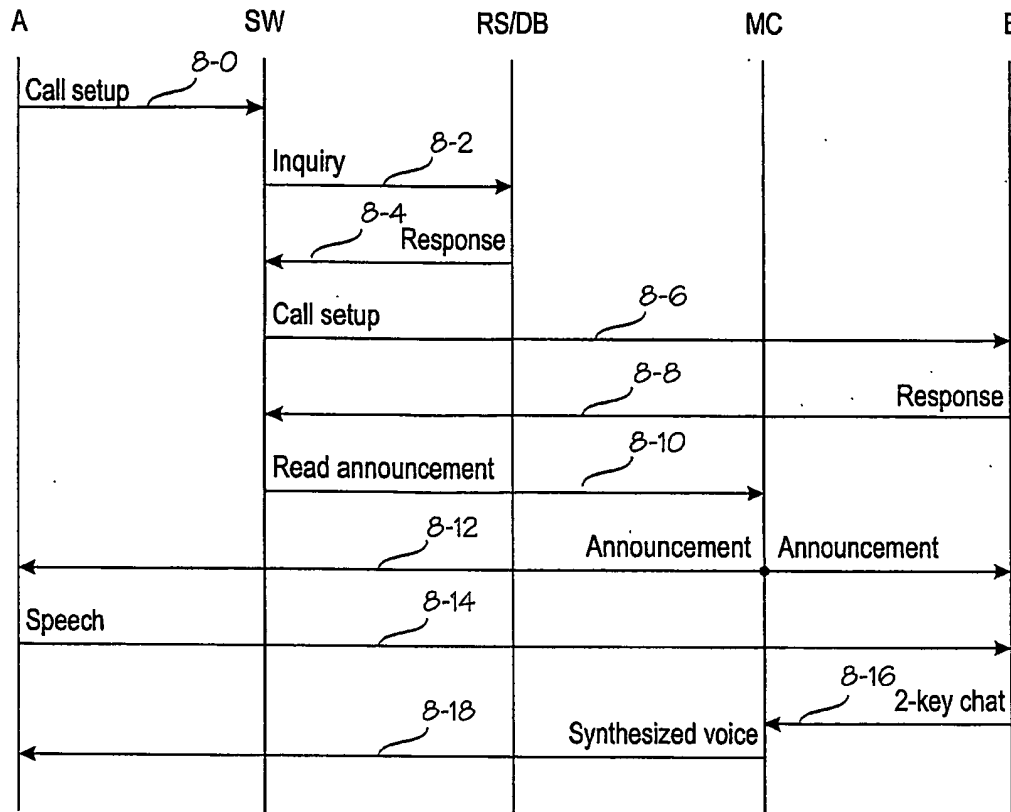 A SW RS/DB MC
8-0
Call setup
8-2
Inquiry
8-4
Response
8-6
Call setup
8-8
Response
8-10
Read announcement
8-12
Announcement Announcement
8-14
Speech
8-16
2-key chat
8-18
Synthesized voice